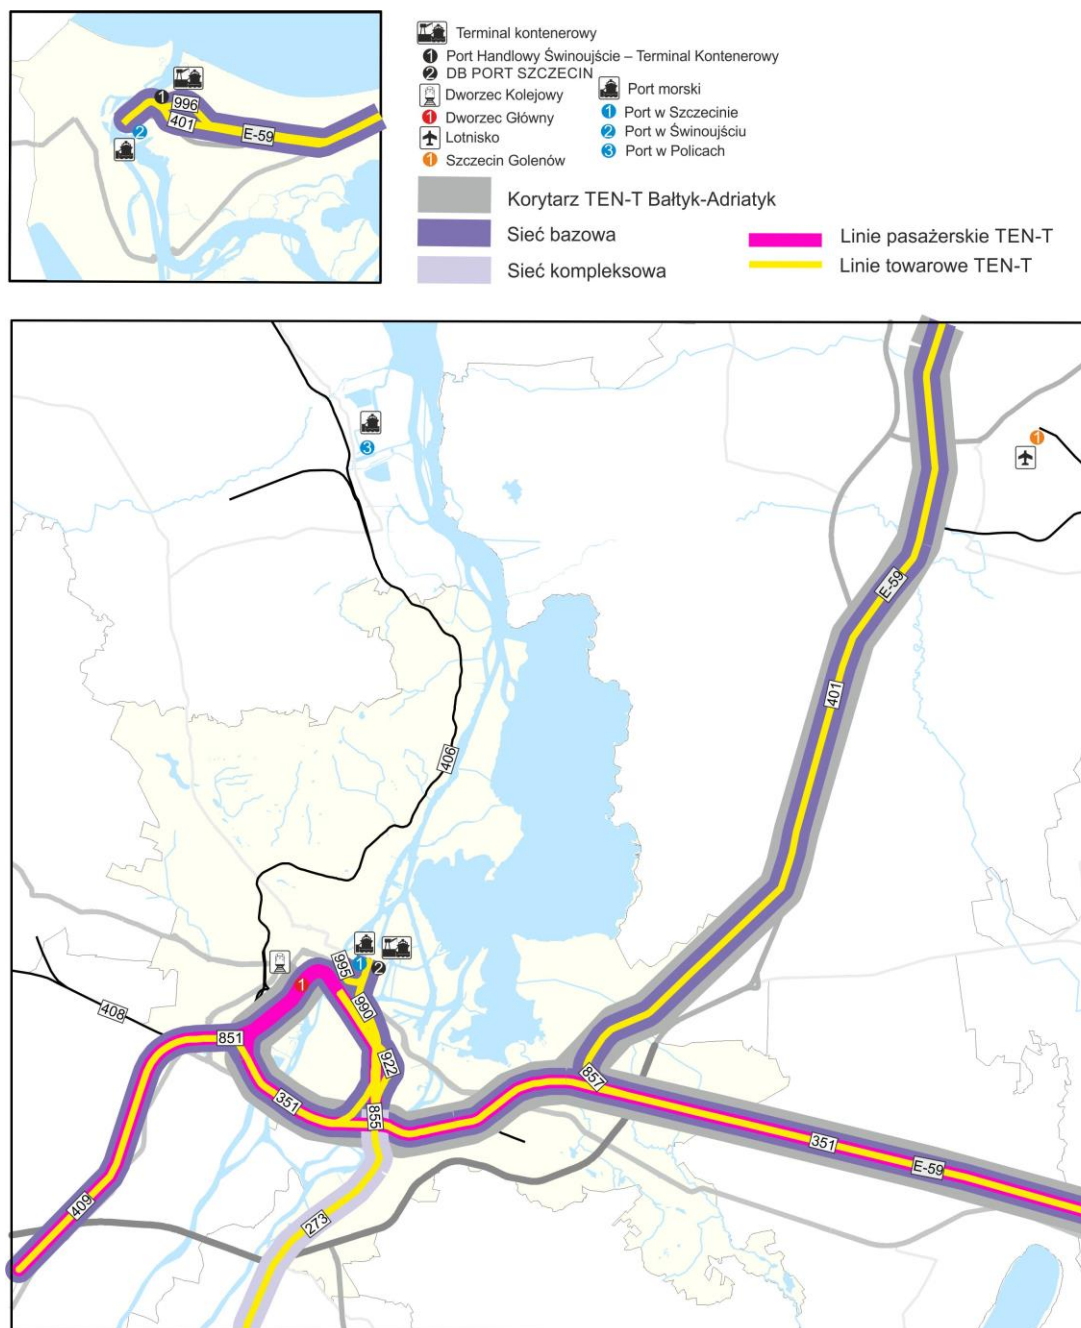 Terminal kontenerowy
1 Port Handlowy Świnoujście – Terminal Kontenerowy
2 DB PORT SZCZECIN
Dworzec Kolejowy
1 Dworzec Główny
Lotnisko
1 Szczecin Golenów
Port morski
1 Port w Szczecinie
2 Port w Świnoujściu
3 Port w Policach
Korytarz TEN-T Bałtyk-Adriatyk
Sieć bazowa
Sieć kompleksowa
Linie pasażerskie TEN-T
Linie towarowe TEN-T
1
996
401
E-59
2
3
1
E-59
401
406
1
2
995
1
990
408
851
922
857
351
855
351
E-59
409
273